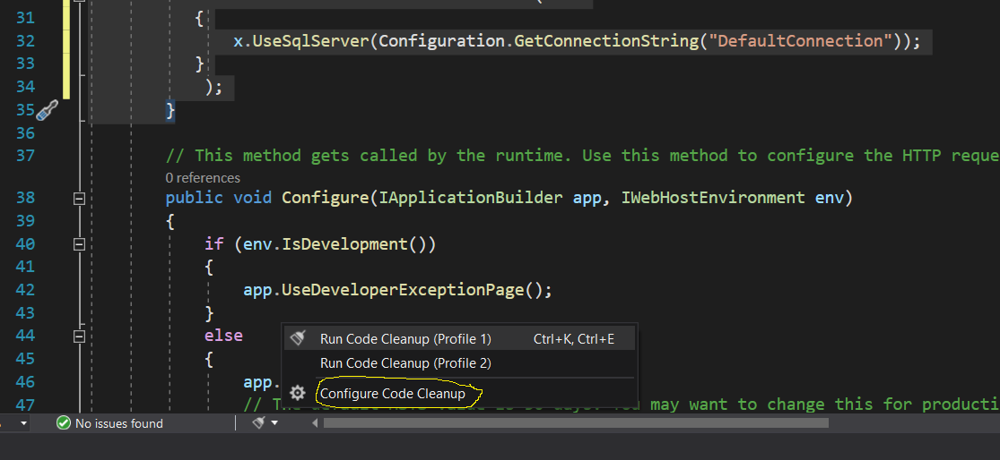 31 {
32 x.UseSqlServer(Configuration.GetConnectionString("DefaultConnection"));
33 }
34 );
35 }
36
37 // This method gets called by the runtime. Use this method to configure the HTTP reque
0 references
38 public void Configure(IApplicationBuilder app, IWebHostEnvironment env)
39 {
40 if (env.IsDevelopment())
41 {
42 app.UseDeveloperExceptionPage();
43 }
44 else
45 {
46 app.
47 //
may want to change this for producti
Run Code Cleanup (Profile 1) Ctrl+K, Ctrl+E
Run Code Cleanup (Profile 2)
Configure Code Cleanup
No issues found